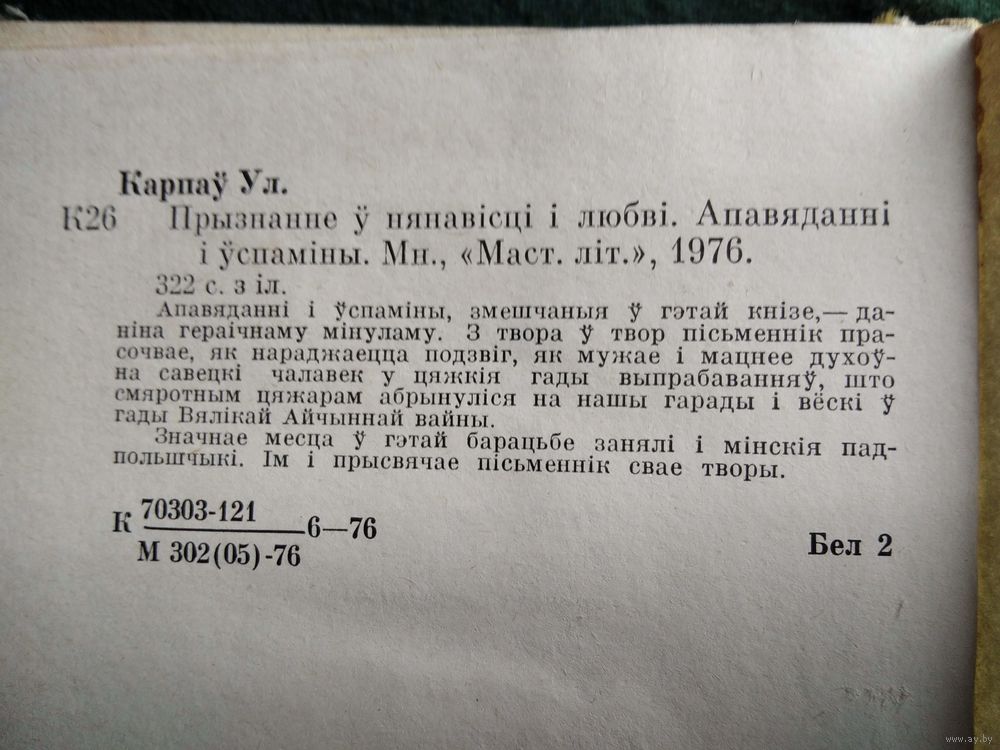 Карпаў Ул.
К26 Прызнанне ў нянавісці і любві. Апавяданні
і ўспаміны. Мн., «Маст. літ.», 1976.
322 с. з іл.
Апавяданні і ўспаміны, змешчаныя ў гэтай кнізе,— да-
ніна гераічнаму мінуламу. З твора ў твор пісьменнік пра-
сочвае, як нараджаецца подзвіг, як мужае і мацнее духоў-
на савецкі чалавек у цяжкія гады выпрабаванняў, што
смяротным цяжарам абрынуліся на нашы гарады і вёскі ў
гады Вялікай Айчыннай вайны.
Значнае месца ў гэтай барацьбе занялі і мінскія пад-
польшчыкі. Ім і прысвячае пісьменнік свае творы.
К 70303-121 6—76
М 302(05)-76
Бел 2
www.ay.by